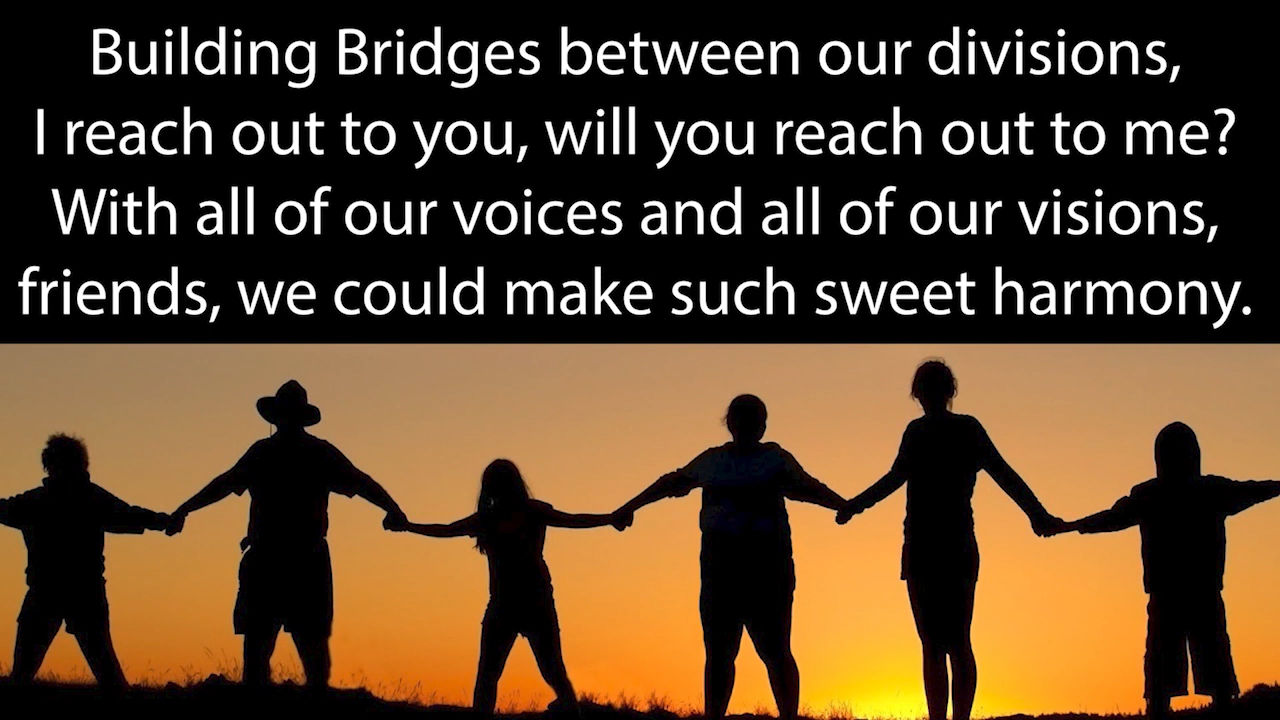 Building Bridges between our divisions,
I reach out to you, will you reach out to me?
With all of our voices and all of our visions,
friends, we could make such sweet harmony.